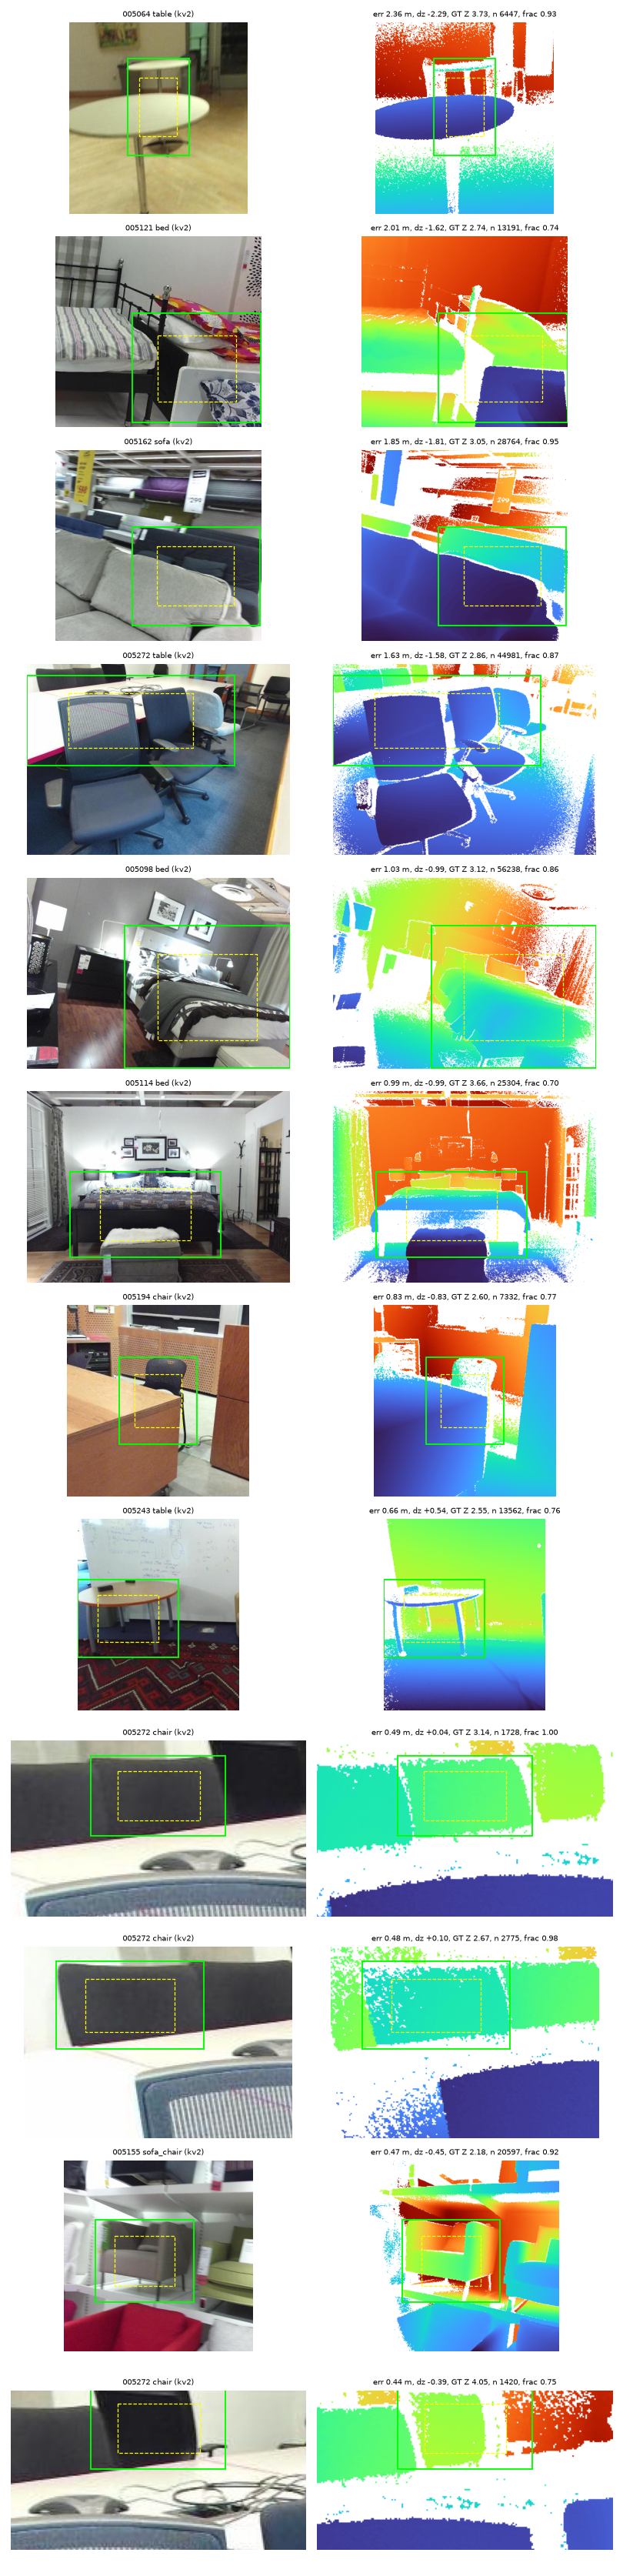 005064 table (kv2)
err 2.36 m, dz -2.29, GT Z 3.73, n 6447, frac 0.93
005121 bed (kv2)
err 2.01 m, dz -1.62, GT Z 2.74, n 13191, frac 0.74
005162 sofa (kv2)
err 1.85 m, dz -1.81, GT Z 3.05, n 28764, frac 0.95
005272 table (kv2)
err 1.63 m, dz -1.58, GT Z 2.86, n 44981, frac 0.87
005098 bed (kv2)
err 1.03 m, dz -0.99, GT Z 3.12, n 56238, frac 0.86
005114 bed (kv2)
err 0.99 m, dz -0.99, GT Z 3.66, n 25304, frac 0.70
005194 chair (kv2)
err 0.83 m, dz -0.83, GT Z 2.60, n 7332, frac 0.77
005243 table (kv2)
err 0.66 m, dz +0.54, GT Z 2.55, n 13562, frac 0.76
005272 chair (kv2)
err 0.49 m, dz +0.04, GT Z 3.14, n 1728, frac 1.00
005272 chair (kv2)
err 0.48 m, dz +0.10, GT Z 2.67, n 2775, frac 0.98
005155 sofa_chair (kv2)
err 0.47 m, dz -0.45, GT Z 2.18, n 20597, frac 0.92
005272 chair (kv2)
err 0.44 m, dz -0.39, GT Z 4.05, n 1420, frac 0.75